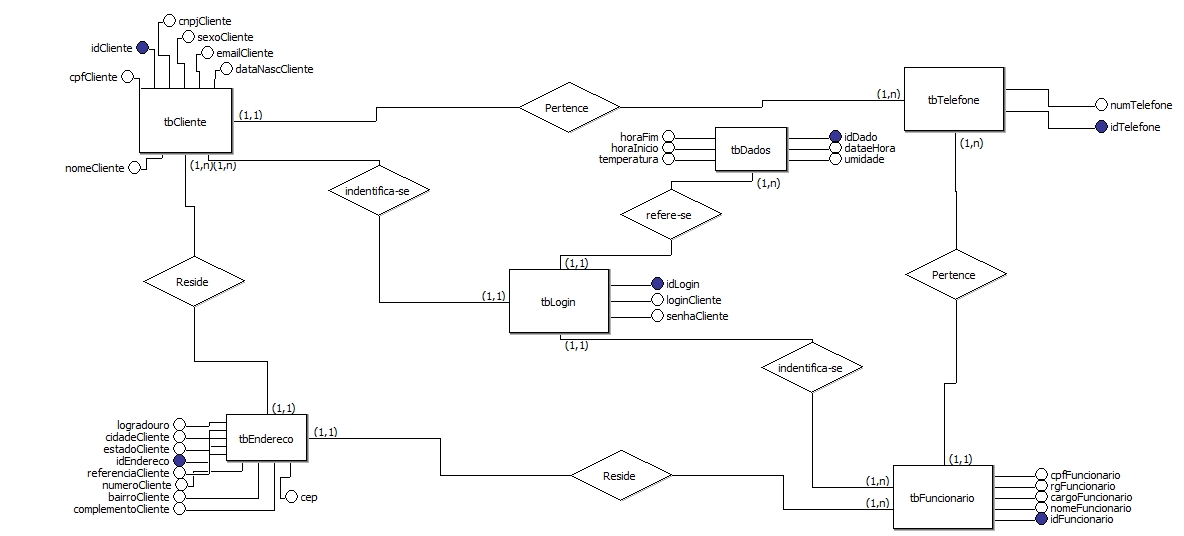 cnpjCliente
sexoCliente
idCliente
emailCliente
dataNascCliente
cpfCliente
tbCliente
(1,1)
Pertence
(1,n)
tbTelefone
numTelefone
idTelefone
nomeCliente
(1,n)(1,n)
horaFim
horaInicio
temperatura
tbDados
idDado
dataeHora
umidade
(1,n)
(1,n)
indentifica-se
refere-se
Reside
Pertence
(1,1)
(1,1)
tbLogin
idLogin
loginCliente
senhaCliente
(1,1)
indentifica-se
(1,1)
logradouro
cidadeCliente
estadoCliente
idEndereco
referenciaCliente
numeroCliente
bairroCliente
complementoCliente
tbEndereco
(1,1)
cep
Reside
(1,1)
(1,n)
(1,n)
tbFuncionario
cpfFuncionario
rgFuncionario
cargoFuncionario
nomeFuncionario
idFuncionario